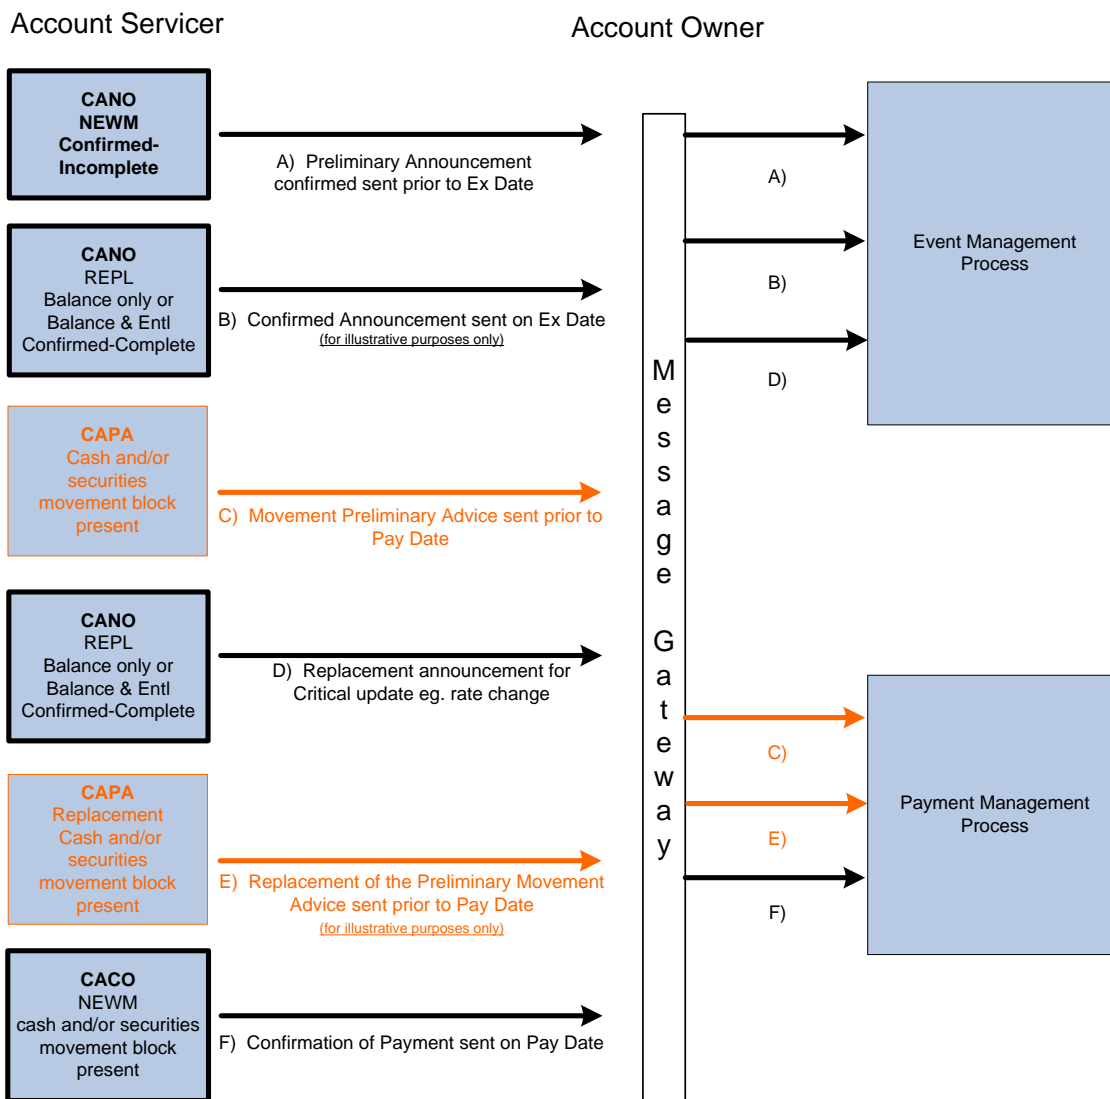 Account Servicer
Account Owner
CANO
NEWM
Confirmed-
Incomplete
A) Preliminary Announcement
confirmed sent prior to Ex Date
CANO
REPL
Balance only or
Balance & Entl
Confirmed-Complete
B) Confirmed Announcement sent on Ex Date
(for illustrative purposes only)
CAPA
Cash and/or
securities
movement block
present
C) Movement Preliminary Advice sent prior to
Pay Date
CANO
REPL
Balance only or
Balance & Entl
Confirmed-Complete
D) Replacement announcement for
Critical update eg. rate change
CAPA
Replacement
Cash and/or
securities
movement block
present
E) Replacement of the Preliminary Movement
Advice sent prior to Pay Date
(for illustrative purposes only)
CACO
NEWM
cash and/or securities
movement block
present
F) Confirmation of Payment sent on Pay Date
Message Gateway
A)
B)
D)
Event Management
Process
C)
E)
F)
Payment Management
Process